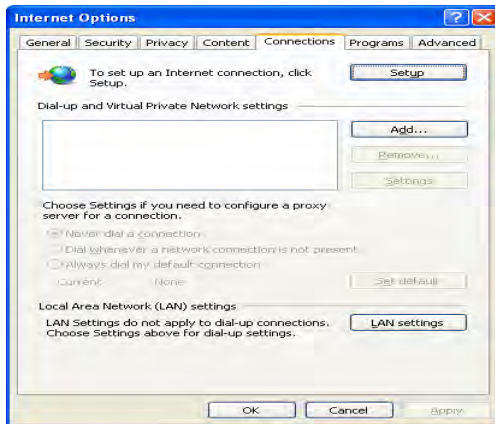 Internet Options
General Security Privacy Content Connections Programs Advanced
To set up an Internet connection, click
Setup.
Setup
Dial-up and Virtual Private Network settings
Add...
Remove...
Settings
Choose Settings if you need to configure a proxy
server for a connection.
Never dial a connection
Dial whenever a network connection is not present
Always dial my default connection
Current None
Set default
Local Area Network (LAN) settings
LAN Settings do not apply to dial-up connections.
Choose Settings above for dial-up settings.
LAN settings
OK Cancel Apply